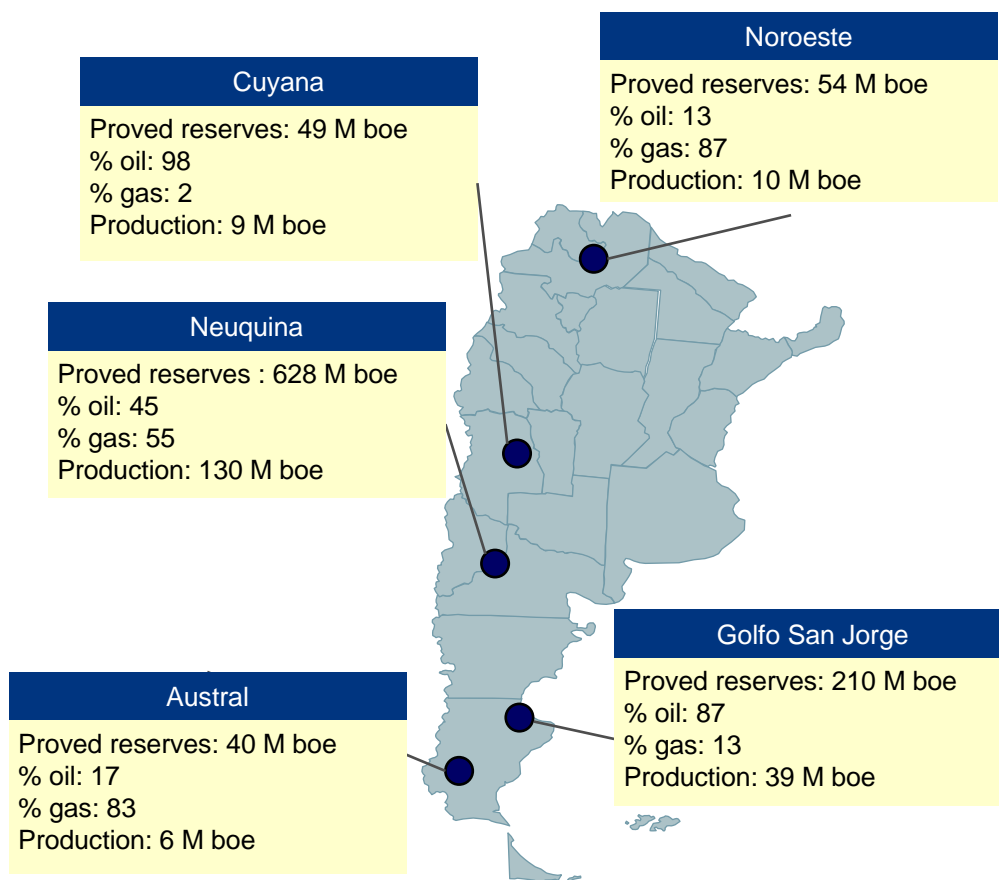 Noroeste
Proved reserves: 54 M boe
% oil: 13
% gas: 87
Production: 10 M boe
Cuyana
Proved reserves: 49 M boe
% oil: 98
% gas: 2
Production: 9 M boe
Neuquina
Proved reserves : 628 M boe
% oil: 45
% gas: 55
Production: 130 M boe
Golfo San Jorge
Proved reserves: 210 M boe
% oil: 87
% gas: 13
Production: 39 M boe
Austral
Proved reserves: 40 M boe
% oil: 17
% gas: 83
Production: 6 M boe